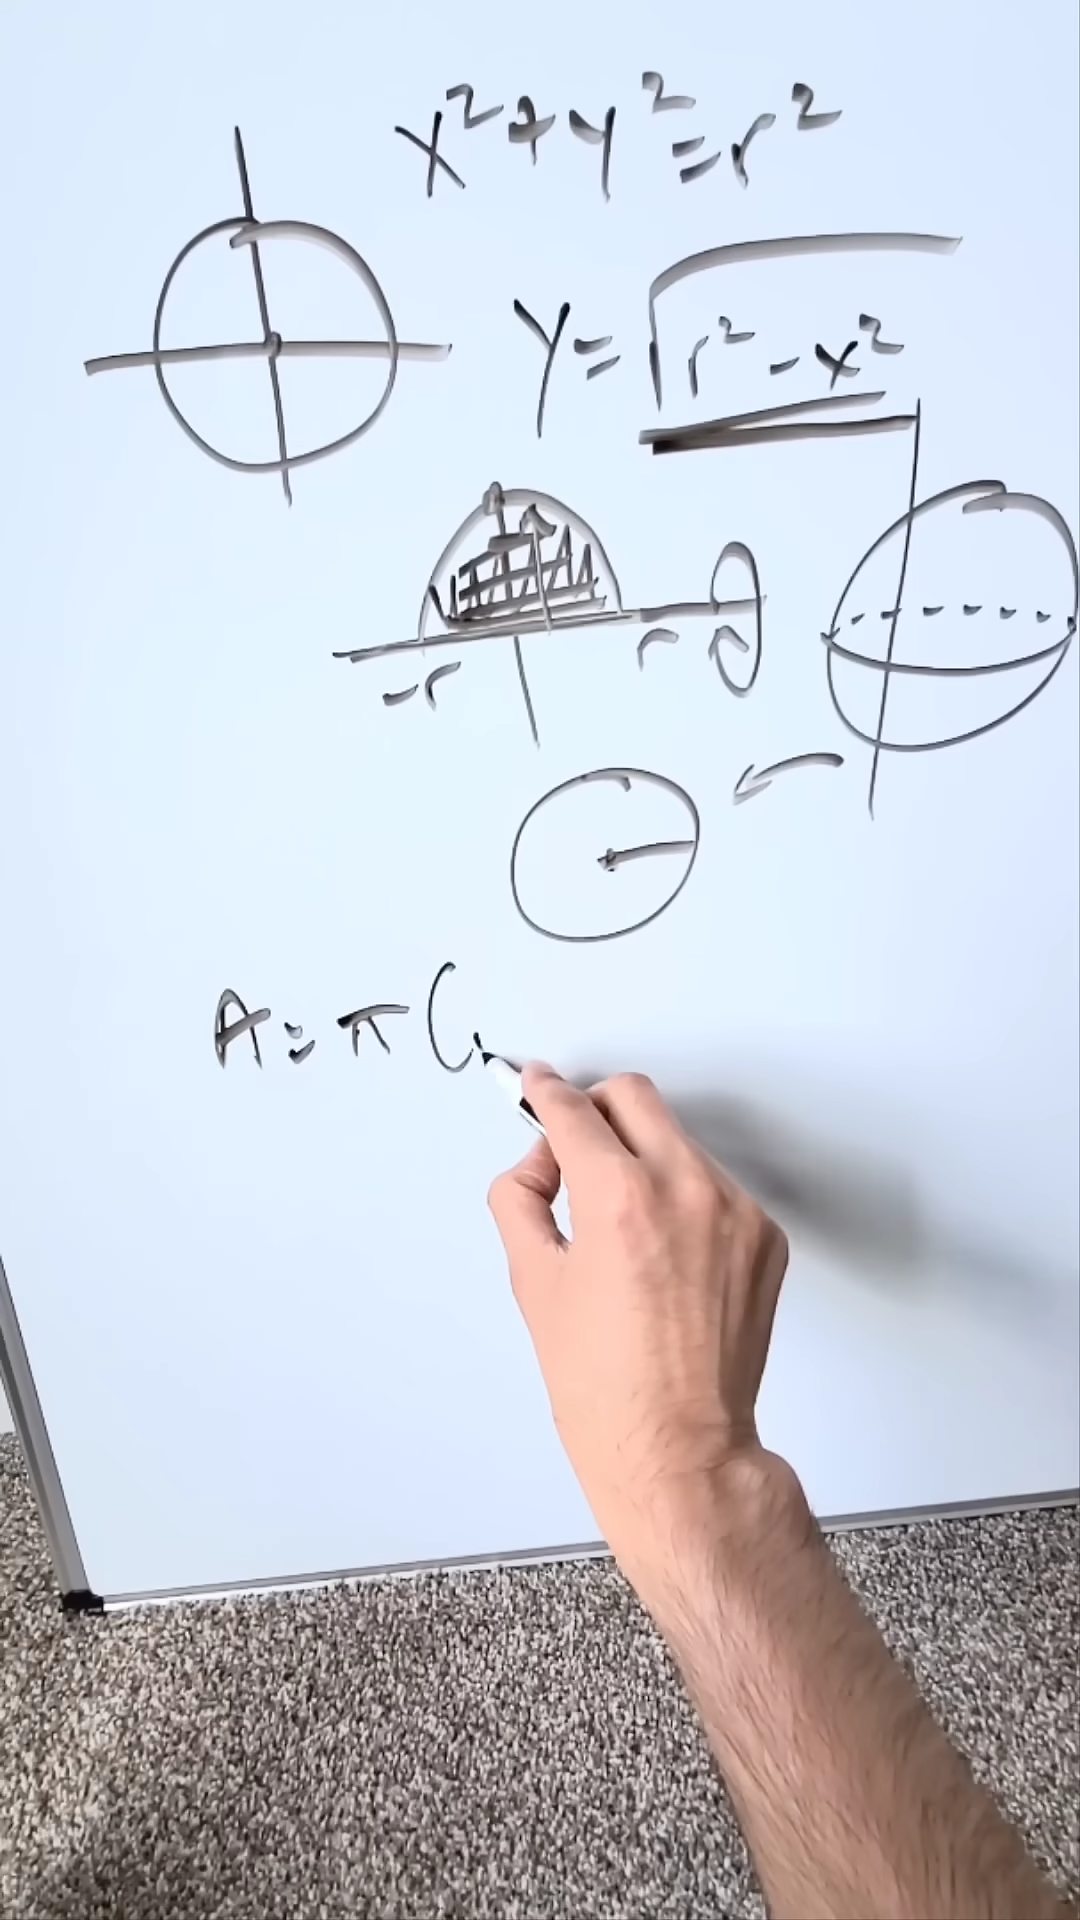 x²+y²=r²
y=√r²-x²
-r r
A=π(